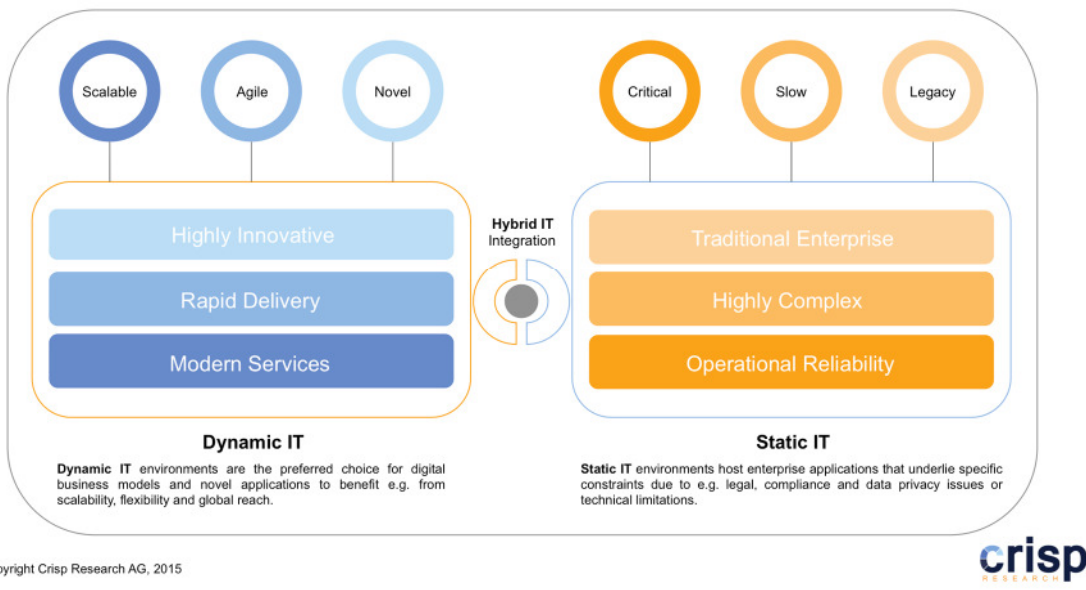 Scalable
Agile
Novel
Critical
Slow
Legacy
Highly Innovative
Rapid Delivery
Modern Services
Hybrid IT
Integration
Traditional Enterprise
Highly Complex
Operational Reliability
Dynamic IT
Dynamic IT environments are the preferred choice for digital
business models and novel applications to benefit e.g. from
scalability, flexibility and global reach.
Static IT
Static IT environments host enterprise applications that underlie specific
constraints due to e.g. legal, compliance and data privacy issues or
technical limitations.
pyright Crisp Research AG, 2015
crisp
RESEARCH